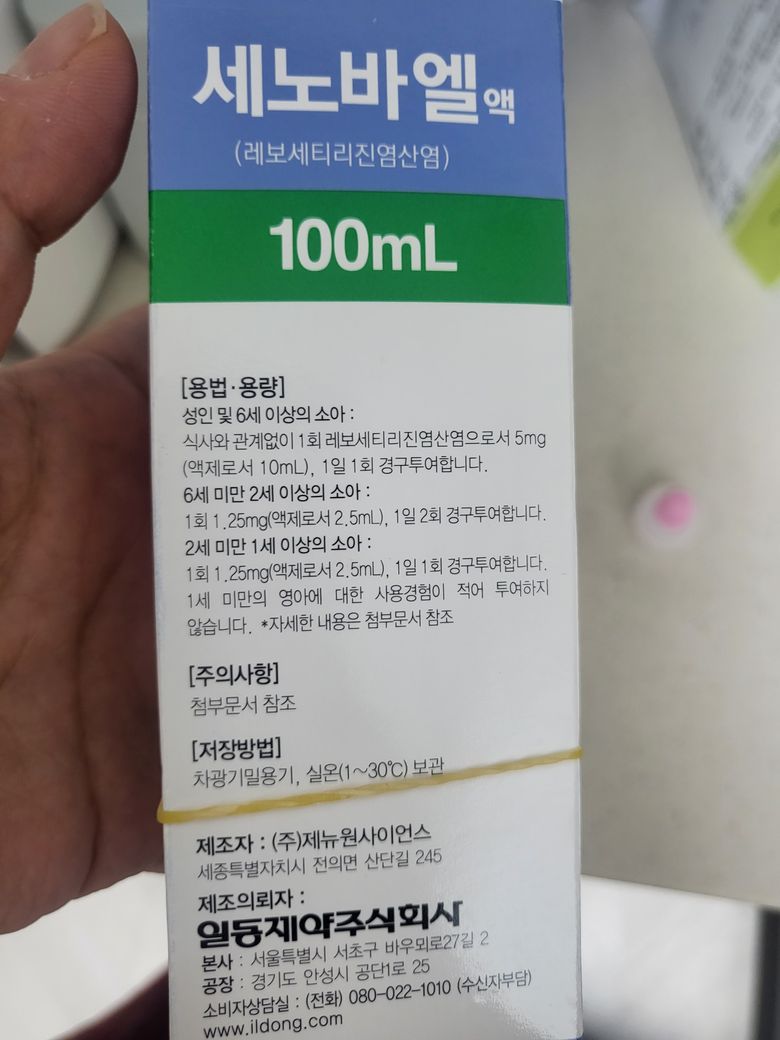 세노바엘액
(레보세티리진염산염)
100mL
[용법·용량]
성인 및 6세 이상의 소아 :
식사와 관계없이 1회 레보세티리진염산염으로서 5mg
(액제로서 10mL), 1일 1회 경구투여합니다.
6세 미만 2세 이상의 소아 :
1회 1.25mg(액제로서 2.5mL), 1일 2회 경구투여합니다.
2세 미만 1세 이상의 소아 :
1회 1.25mg(액제로서 2.5mL), 1일 1회 경구투여합니다.
1세 미만의 영아에 대한 사용경험이 적어 투여하지
않습니다. *자세한 내용은 첨부문서 참조
[주의사항]
첨부문서 참조
[저장방법]
차광기밀용기, 실온(1~30℃) 보관
제조자 : (주)제뉴원사이언스
세종특별자치시 전의면 산단길 245
제조의뢰자 :
일동제약주식회사
본사 : 서울특별시 서초구 바우뫼로27길 2
공장 : 경기도 안성시 공단1로 25
소비자상담실 : (전화) 080-022-1010 (수신자부담)
www.ildong.com